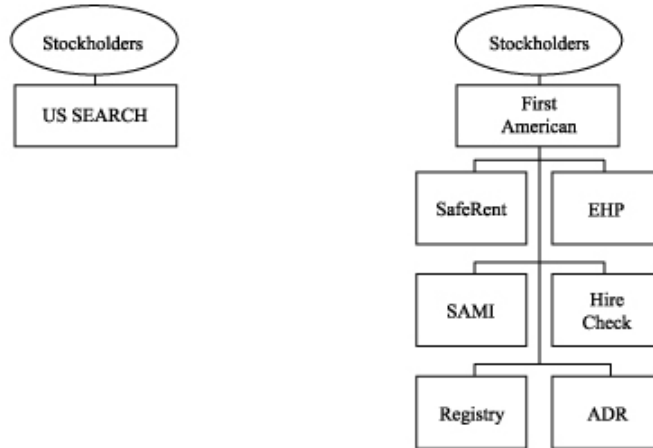 Stockholders
US SEARCH
Stockholders
First
American
SafeRent
EHP
SAMI
Hire
Check
Registry
ADR